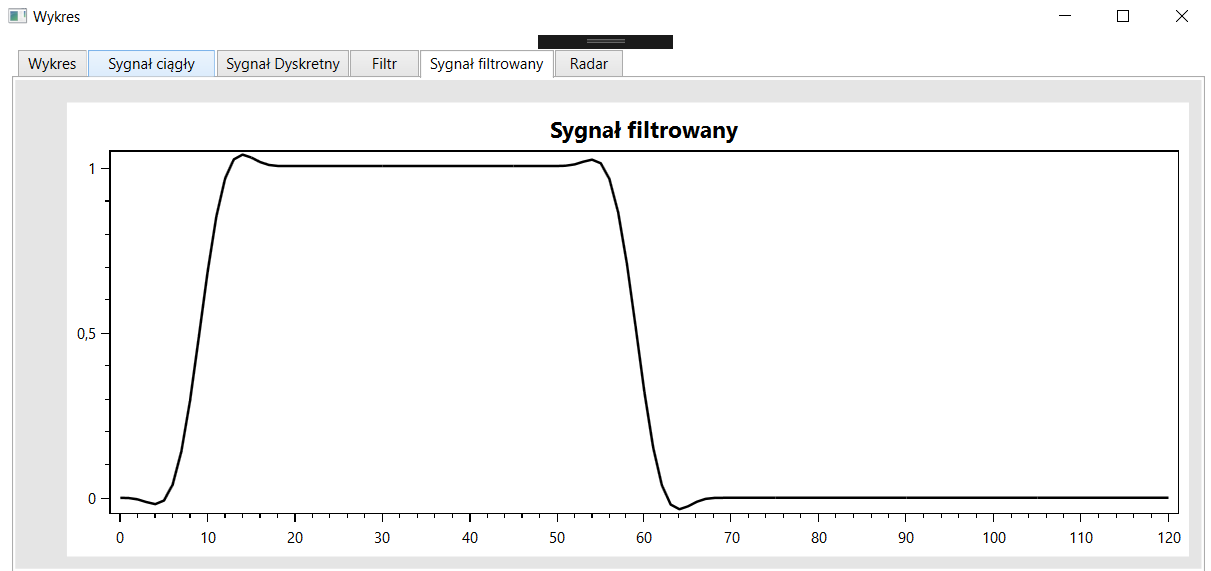 Wykres
Wykres Sygnał ciągły Sygnał Dyskretny Filtr Sygnał filtrowany Radar
Sygnał filtrowany
1
0,5
0
0 10 20 30 40 50 60 70 80 90 100 110 120